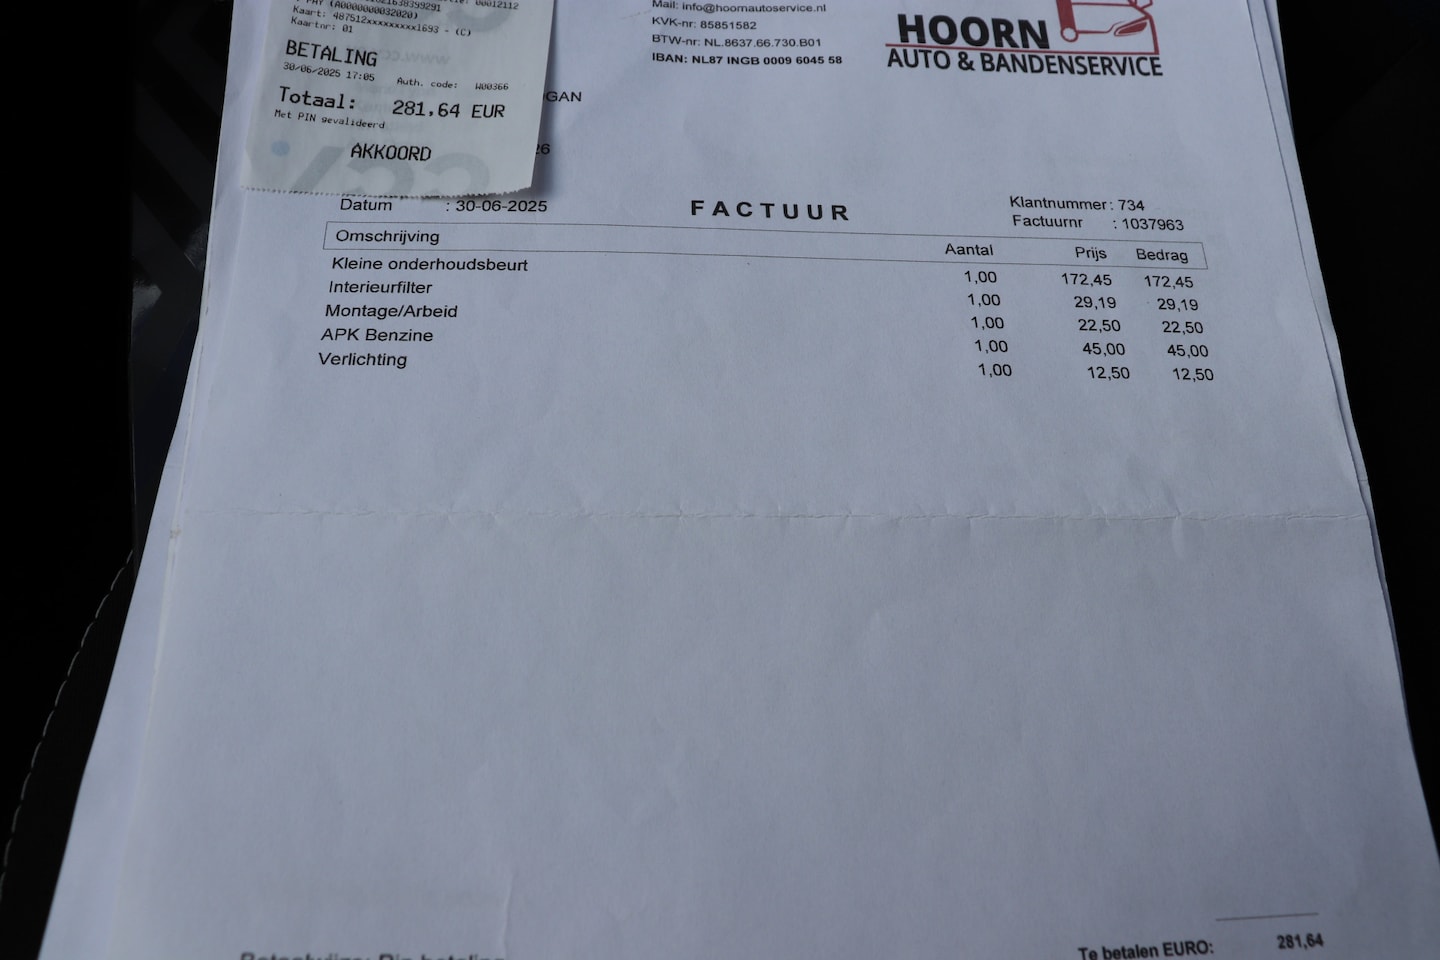 Kaart: 487512xxxxxxxxx1693 - (C)
Kaartnr: 01
BETALING
30/06/2025 17:05 Auth. code: W00366
Totaal: 281,64 EUR
Met PIN gevalideerd
AKKOORD
Mail: info@hoornautoservice.nl
KVK-nr: 85851582
BTW-nr: NL.8637.66.730.B01
IBAN: NL87 INGB 0009 6045 58
HOORN
AUTO & BANDENSERVICE
GAN
26
Datum : 30-06-2025
FACTUUR
Klantnummer : 734
Factuurnr : 1037963
Omschrijving Aantal Prijs Bedrag
Kleine onderhoudsbeurt 1,00 172,45 172,45
Interieurfilter 1,00 29,19 29,19
Montage/Arbeid 1,00 22,50 22,50
APK Benzine 1,00 45,00 45,00
Verlichting 1,00 12,50 12,50
Te betalen EURO: 281,64